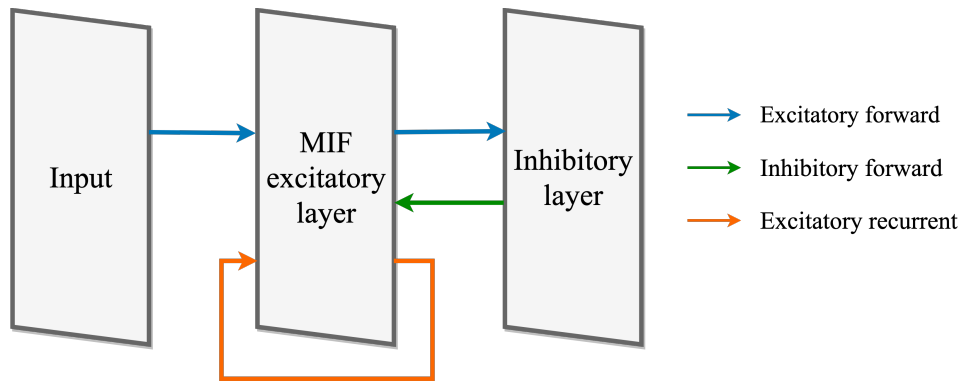 Input
MIF
excitatory
layer
Inhibitory
layer
Excitatory forward
Inhibitory forward
Excitatory recurrent